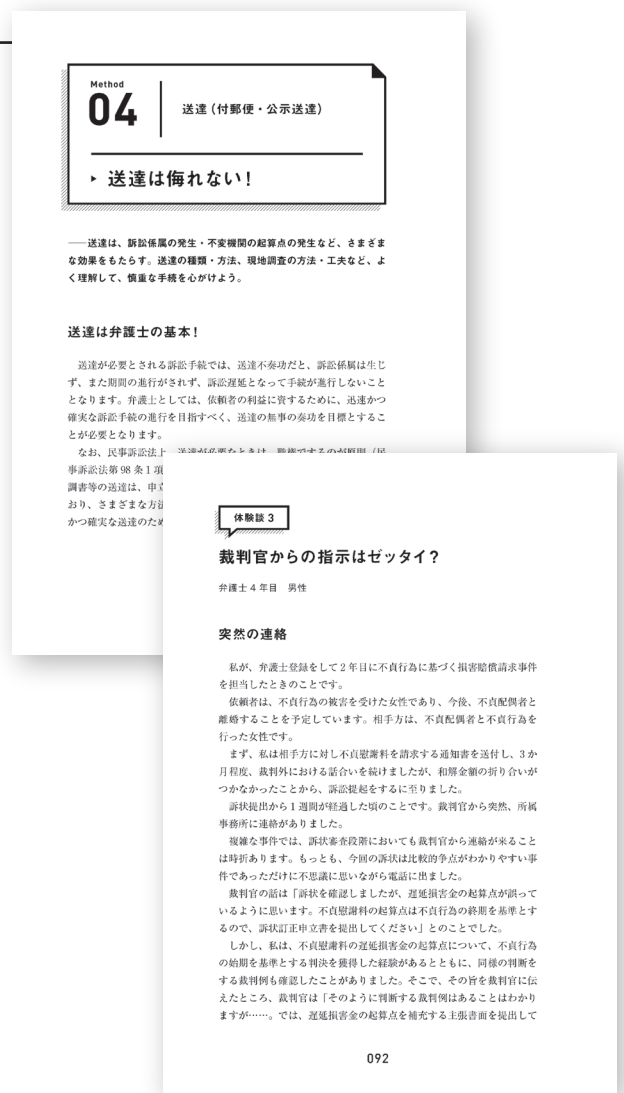 Method
04
送達（付郵便・公示送達）
▶ 送達は侮れない！
──送達は、訴訟係属の発生・不変機関の起算点の発生など、さまざま
な効果をもたらす。送達の種類・方法、現地調査の方法・工夫など、よ
く理解して、慎重な手続を心がけよう。
送達は弁護士の基本！
送達が必要とされる訴訟手続では、送達不奏功だと、訴訟係属は生じ
ず、また期間の進行がされず、訴訟遅延となって手続が進行しないこと
となります。弁護士としては、依頼者の利益に資するために、迅速かつ
確実な訴訟手続の進行を目指すべく、送達の無事の奏功を目標とするこ
とが必要となります。
なお、民事訴訟法上、送達が必要なときは、職権でするのが原則（民
事訴訟法第98条1項
調書等の送達は、申立
おり、さまざまな方法
かつ確実な送達のため
体験談3
裁判官からの指示はゼッタイ？
弁護士4年目　男性
突然の連絡
私が、弁護士登録をして2年目に不貞行為に基づく損害賠償請求事件
を担当したときのことです。
依頼者は、不貞行為の被害を受けた女性であり、今後、不貞配偶者と
離婚することを予定しています。相手方は、不貞配偶者と不貞行為を
行った女性です。
まず、私は相手方に対し不貞慰謝料を請求する通知書を送付し、3か
月程度、裁判外における話合いを続けましたが、和解金額の折り合いが
つかなかったことから、訴訟提起をするに至りました。
訴状提出から1週間が経過した頃のことです。裁判官から突然、所属
事務所に連絡がありました。
複雑な事件では、訴状審査段階においても裁判官から連絡が来ること
は時折あります。もっとも、今回の訴状は比較的争点がわかりやすい事
件であっただけに不思議に思いながら電話に出ました。
裁判官の話は「訴状を確認しましたが、遅延損害金の起算点が誤って
いるように思います。不貞慰謝料の起算点は不貞行為の終期を基準とす
るので、訴状訂正申立書を提出してください」とのことでした。
しかし、私は、不貞慰謝料の遅延損害金の起算点について、不貞行為
の始期を基準とする判決を獲得した経験があるとともに、同様の判断を
する裁判例も確認したことがありました。そこで、その旨を裁判官に伝
えたところ、裁判官は「そのように判断する裁判例はあることはわかり
ますが……。では、遅延損害金の起算点を補充する主張書面を提出して
092